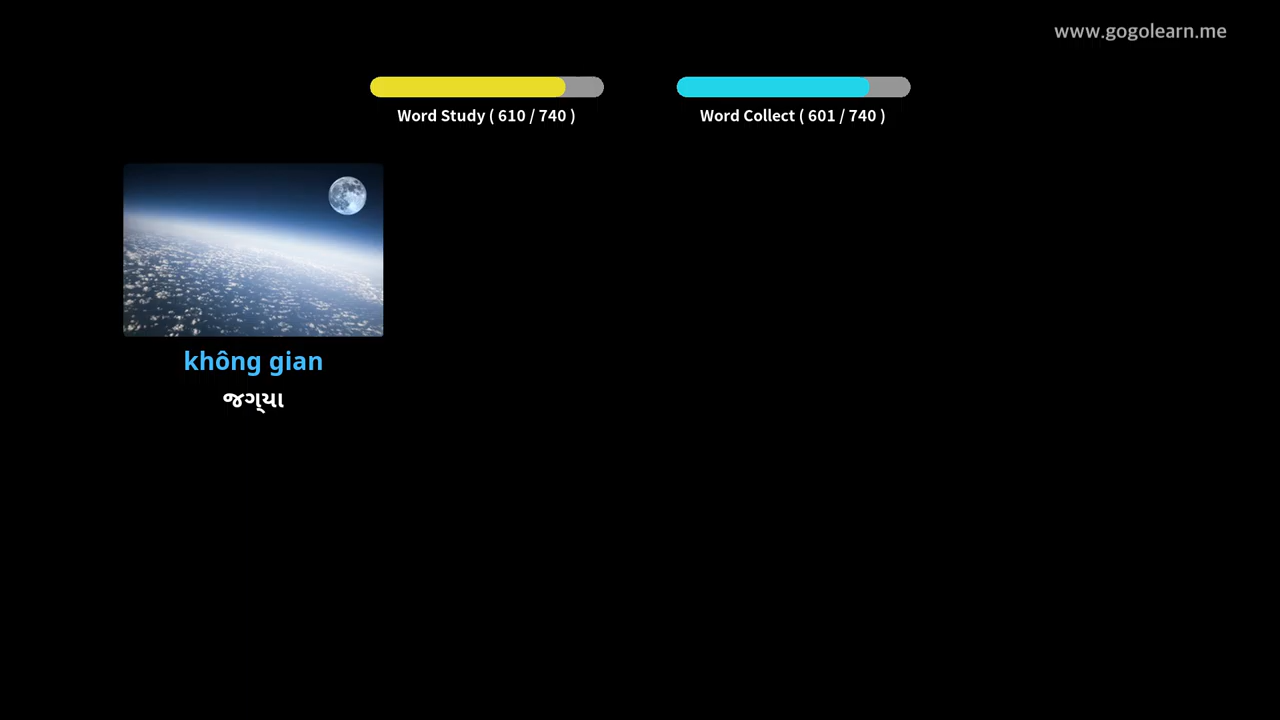 www.gogolearn.me
Word Study ( 610 / 740 )
Word Collect ( 601 / 740 )
không gian
જગ્યા